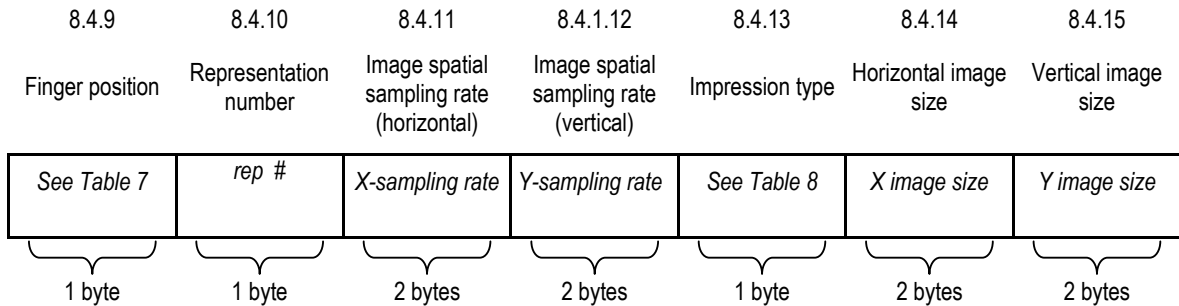 8.4.9 8.4.10 8.4.11 8.4.1.12 8.4.13 8.4.14 8.4.15
Finger position
Representation
number
Image spatial
sampling rate
(horizontal)
Image spatial
sampling rate
(vertical)
Impression type
Horizontal image
size
Vertical image
size
See Table 7 rep # X-sampling rate Y-sampling rate See Table 8 X image size Y image size
1 byte 1 byte 2 bytes 2 bytes 1 byte 2 bytes 2 bytes